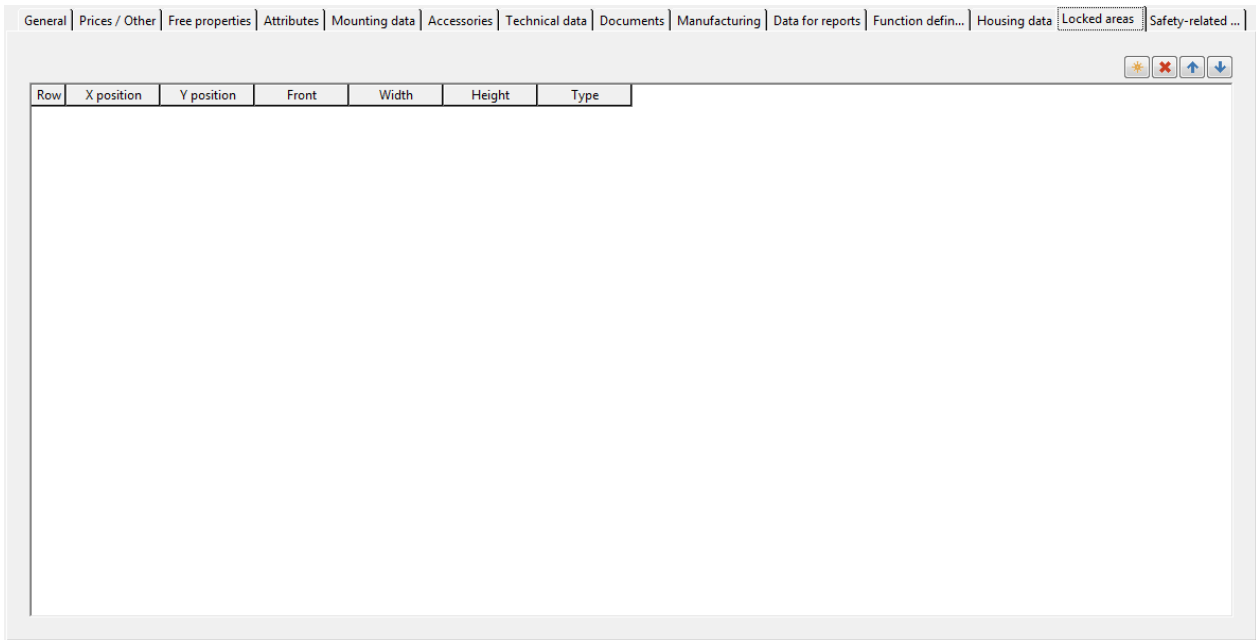 General Prices / Other Free properties Attributes Mounting data Accessories Technical data Documents Manufacturing Data for reports Function defin... Housing data Locked areas Safety-related ...
Row X position Y position Front Width Height Type